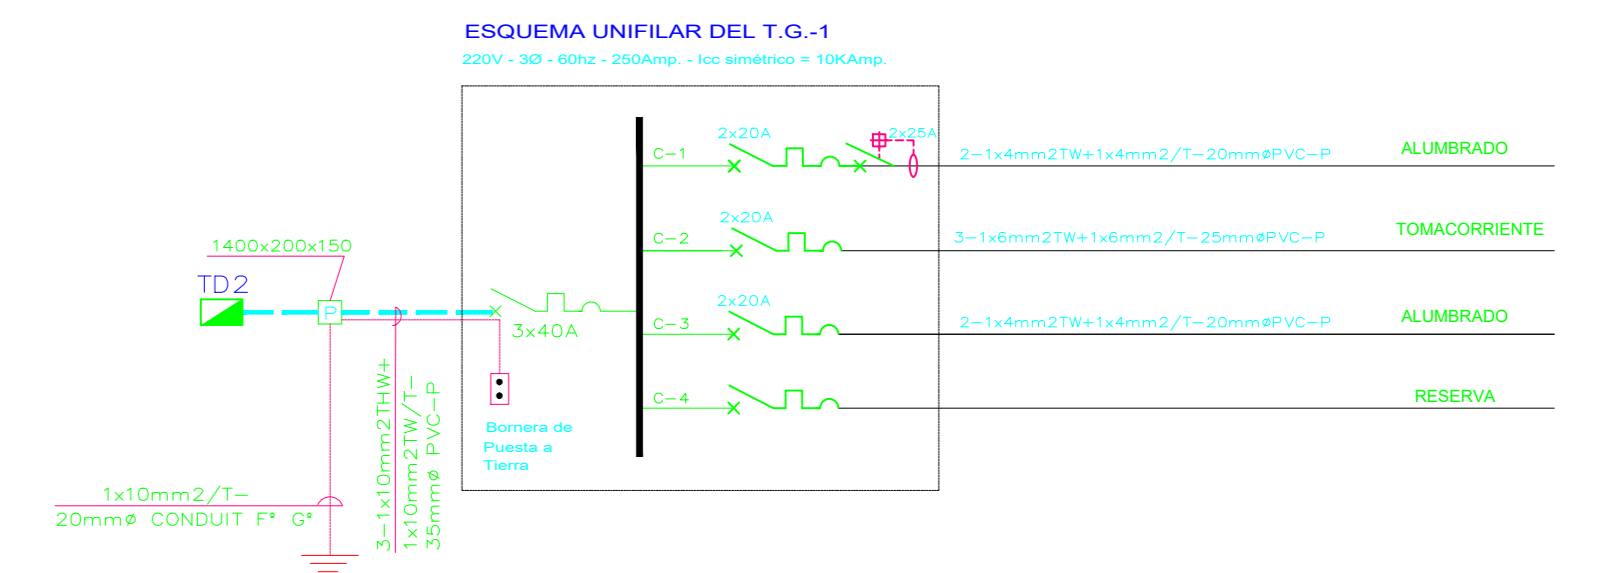 ESQUEMA UNIFILAR DEL T.G.-1
220V - 3Ø - 60hz - 250Amp. - Icc simétrico = 10KAmp.
C-1
2x20A
2x25A
2-1x4mm2TW+1x4mm2/T-20mmøPVC-P
ALUMBRADO
C-2
2x20A
3-1x6mm2TW+1x6mm2/T-25mmøPVC-P
TOMACORRIENTE
1400x200x150
TD2
P
3x40A
C-3
2x20A
2-1x4mm2TW+1x4mm2/T-20mmøPVC-P
ALUMBRADO
C-4
RESERVA
Bornera de
Puesta a
Tierra
3-1x10mm2THW+
1x10mm2TW/T-
35mmø PVC-P
1x10mm2/T-
20mmø CONDUIT F° G°